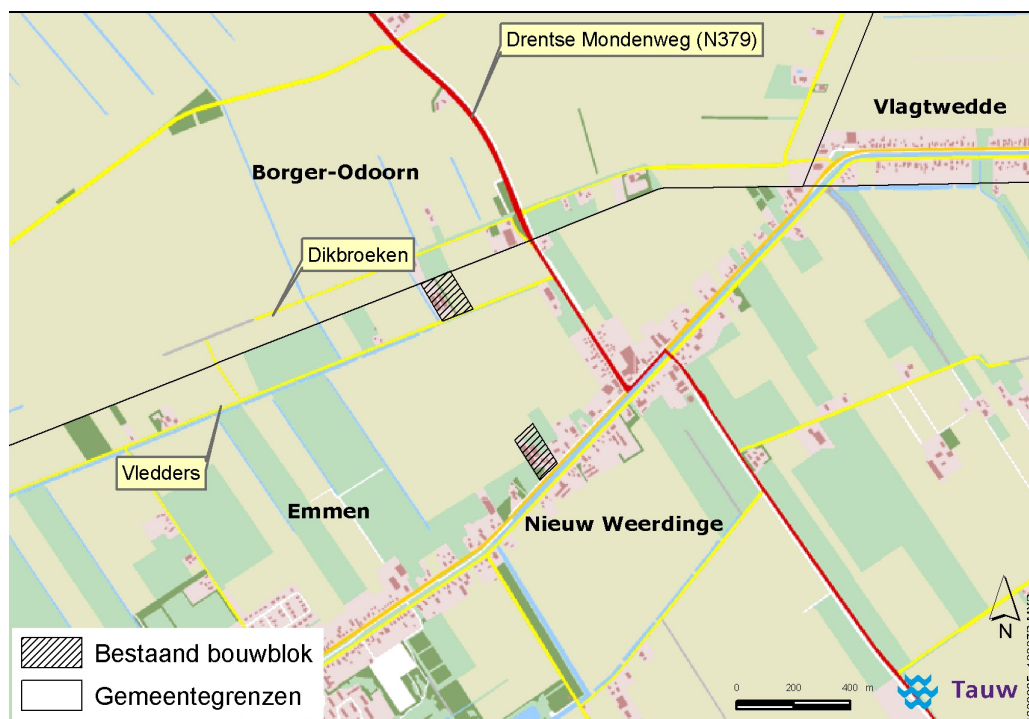 Drentse Mondenweg (N379)
Vlagtwedde
Borger-Odoorn
Dikbroeken
Vledders
Emmen
Nieuw Weerdinge
N
Bestaand bouwblok
Gemeentegrenzen
0 200 400 m
Tauw